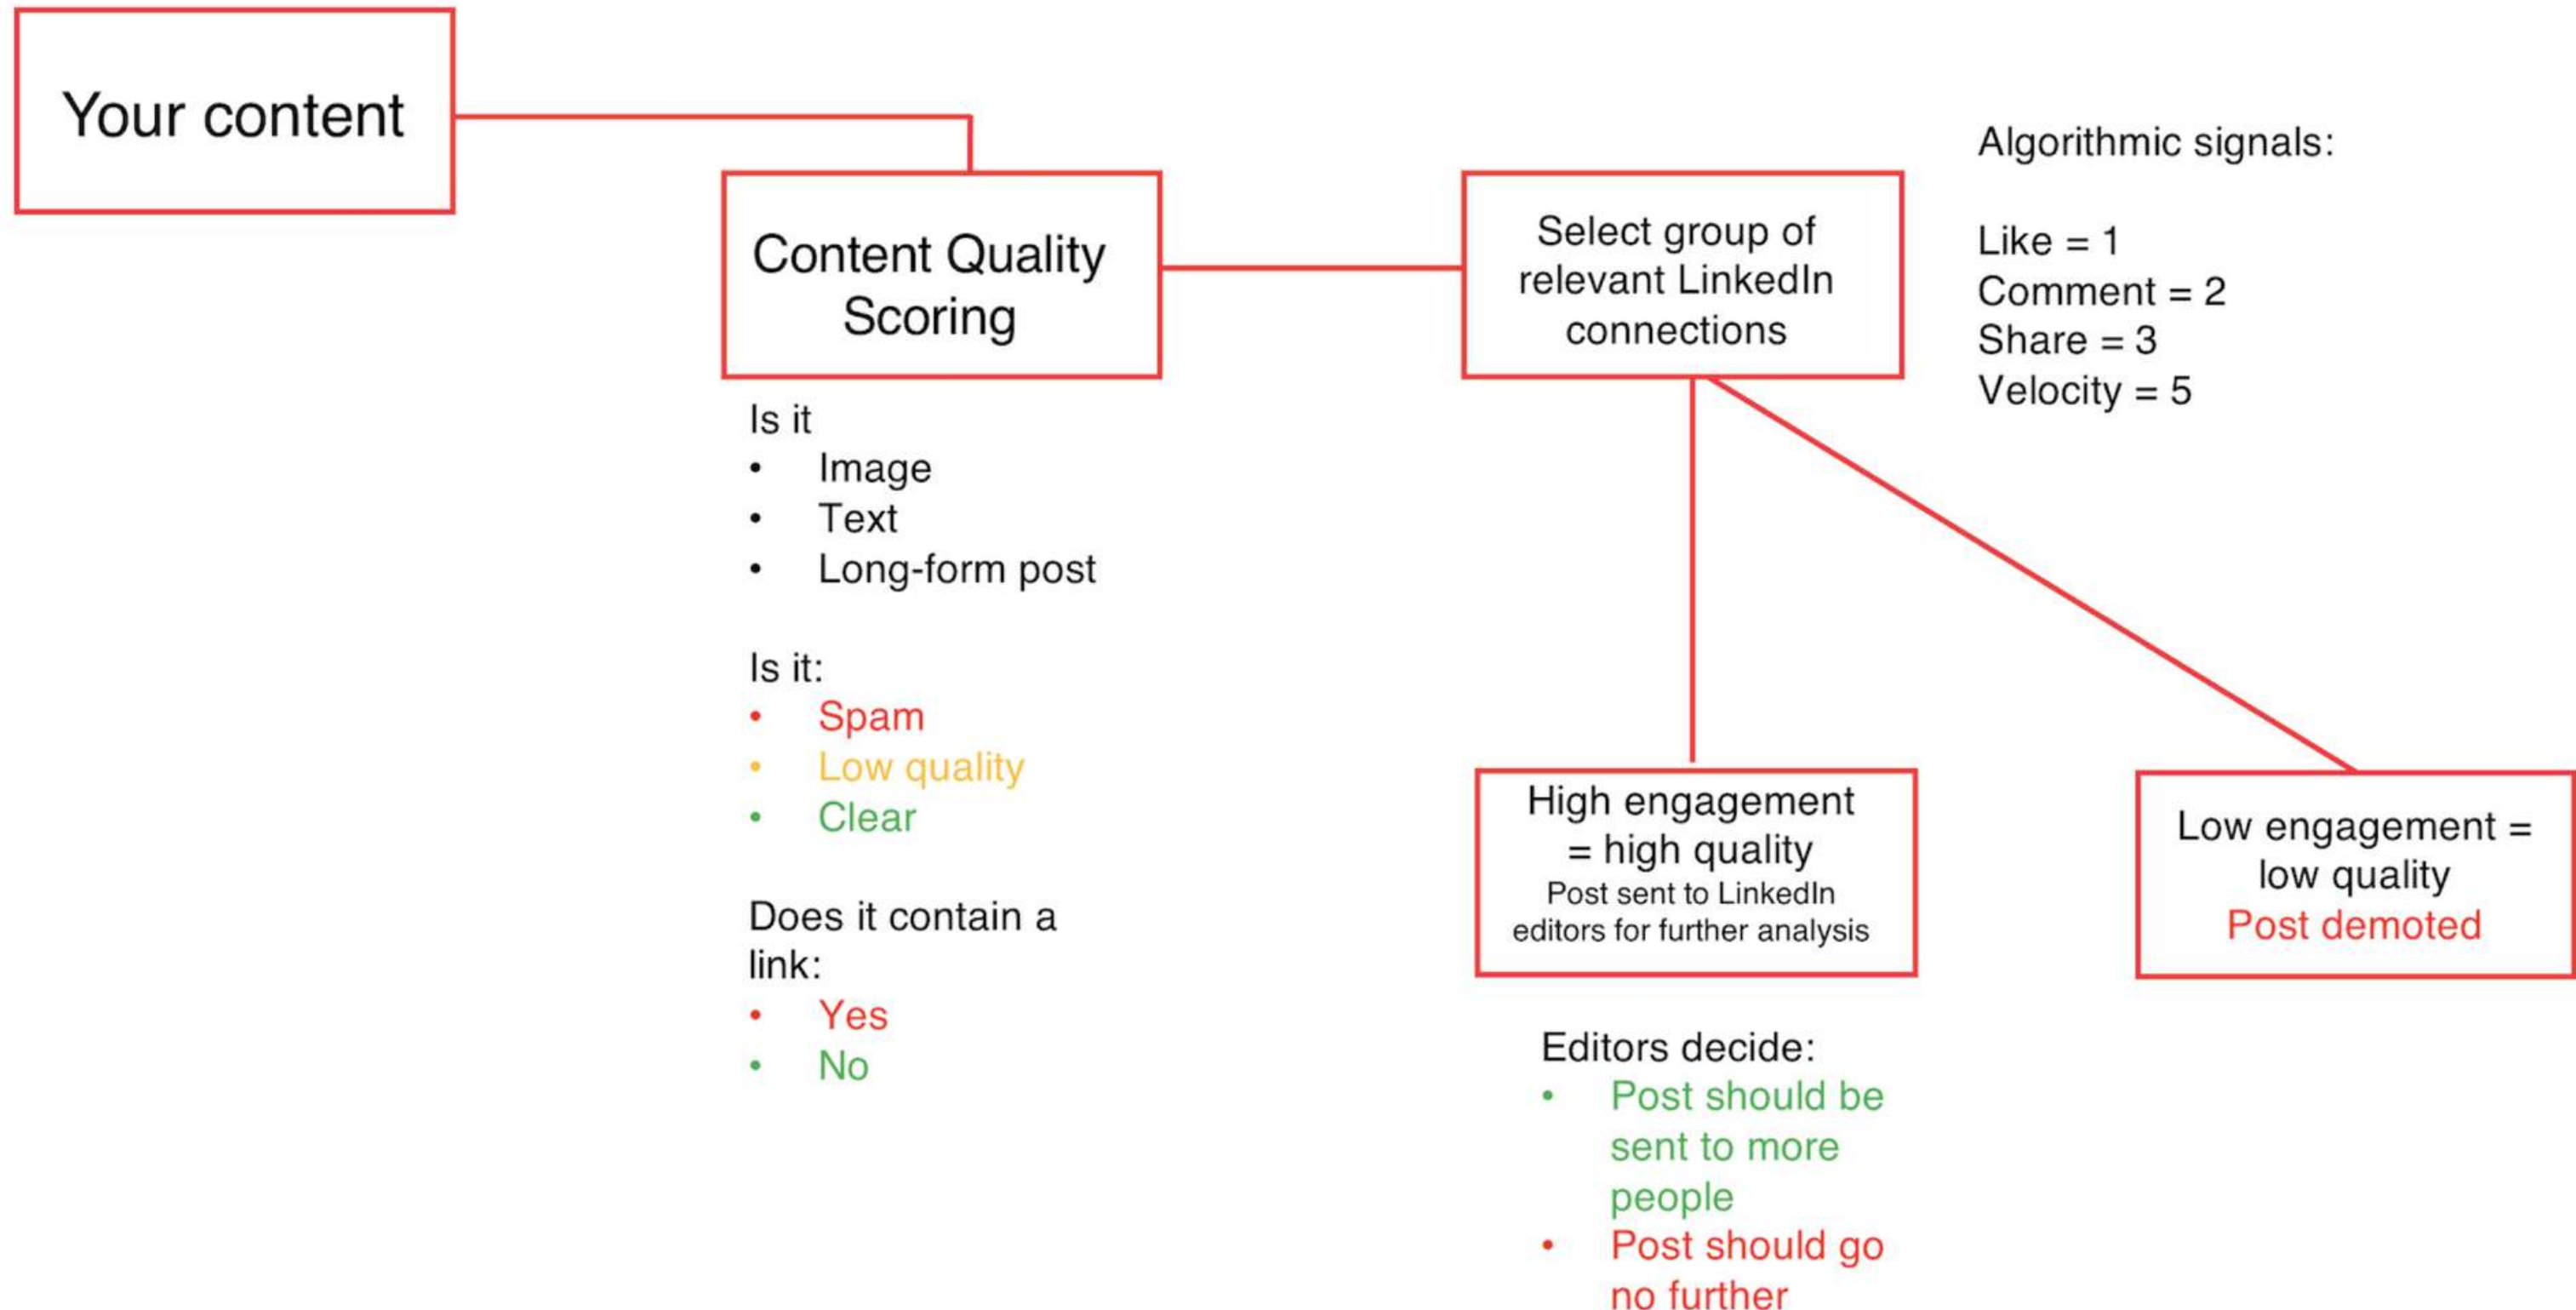 Your content
Content Quality
Scoring
Is it
• Image
• Text
• Long-form post
Is it:
• Spam
• Low quality
• Clear
Does it contain a
link:
• Yes
• No
Select group of
relevant LinkedIn
connections
Algorithmic signals:
Like = 1
Comment = 2
Share = 3
Velocity = 5
High engagement
= high quality
Post sent to LinkedIn
editors for further analysis
Editors decide:
• Post should be
sent to more
people
• Post should go
no further
Low engagement =
low quality
Post demoted